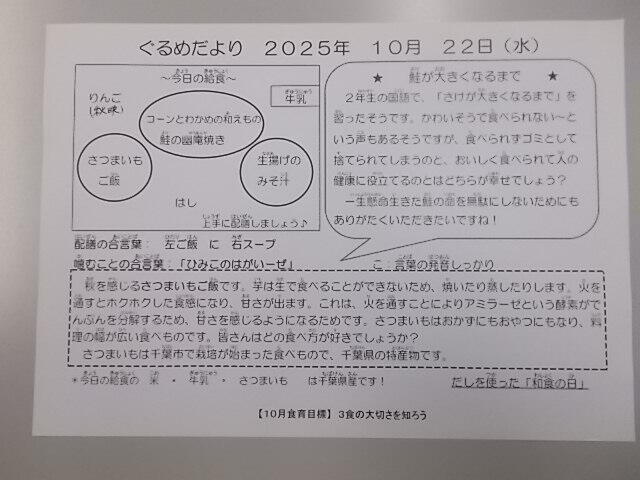 ぐるめだより 2025年 10月 22日（水）
～今日の給食～
牛乳
りんご
(秋映)
コーンとわかめの和えもの
鮭の幽庵焼き
さつまいも
ご飯
生揚げの
みそ汁
はし
上手に配膳しましょう♪
★ 鮭が大きくなるまで ★
2年生の国語で、「さけが大きくなるまで」を
習ったそうです。かわいそうで食べられない～と
いう声もあるそうですが、食べられずゴミとして
捨てられてしまうのと、おいしく食べられて人の
健康に役立てるのとはどちらが幸せでしょう？
一生懸命生きた鮭の命を無駄にしないためにも
ありがたくいただきたいですね！
配膳の合言葉： 左ご飯 に 右スープ
噛むことの合言葉：「ひみこのはがいーぜ」 こ：言葉の発音しっかり
秋を感じるさつまいもご飯です。芋は生で食べることができないため、焼いたり蒸したりします。火を
通すとホクホクした食感になり、甘さが出ます。これは、火を通すことによりアミラーゼという酵素がで
んぷんを分解するため、甘さを感じるようになるためです。さつまいもはおかずにもおやつにもなり、料
理の幅が広い食べものです。皆さんはどの食べ方が好きでしょうか？
さつまいもは千葉市で栽培が始まった食べもので、千葉県の特産物です。
＊今日の給食の 米 ・ 牛乳 ・ さつまいも は千葉県産です！
だしを使った「和食の日」
【10月食育目標】 3食の大切さを知ろう